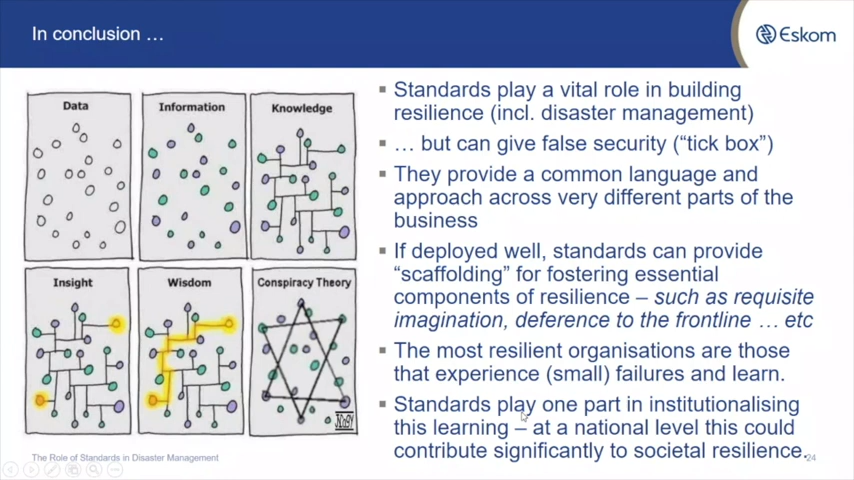 In conclusion …
Eskom
Data
Information
Knowledge
Insight
Wisdom
Conspiracy Theory
▪ Standards play a vital role in building
resilience (incl. disaster management)
▪ … but can give false security (“tick box”)
▪ They provide a common language and
approach across very different parts of the
business
▪ If deployed well, standards can provide
“scaffolding” for fostering essential
components of resilience – such as requisite
imagination, deference to the frontline … etc
▪ The most resilient organisations are those
that experience (small) failures and learn.
▪ Standards play one part in institutionalising
this learning – at a national level this could
contribute significantly to societal resilience.
The Role of Standards in Disaster Management
24